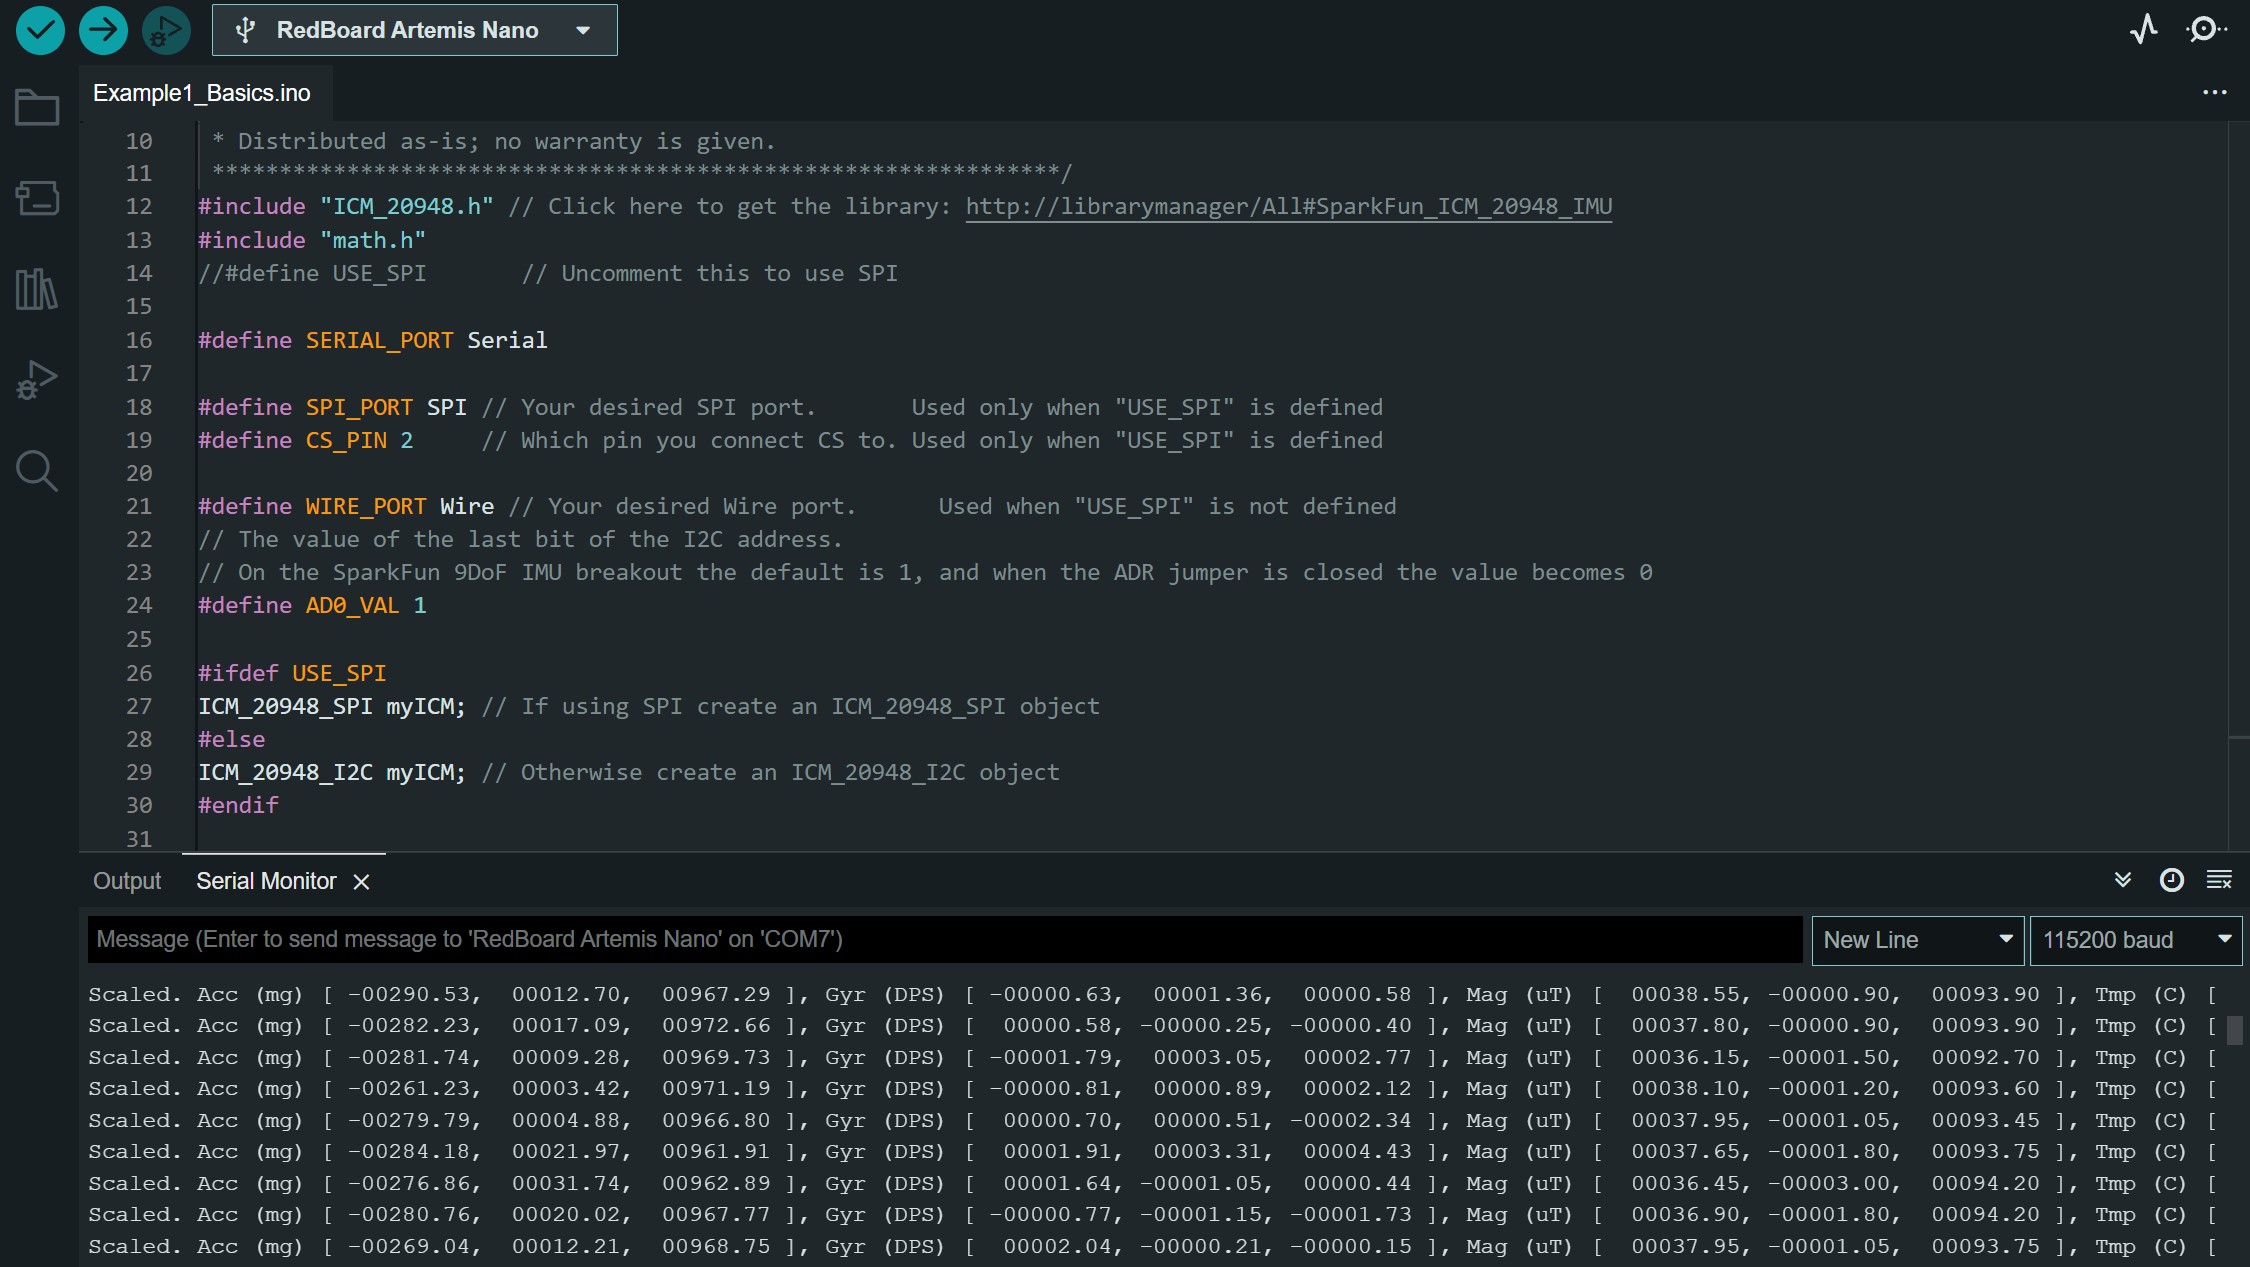 RedBoard Artemis Nano
Example1_Basics.ino
10 * Distributed as-is; no warranty is given.
11 ***************************************************************/
12 #include "ICM_20948.h" // Click here to get the library: http://librarymanager/All#SparkFun_ICM_20948_IMU
13 #include "math.h"
14 //#define USE_SPI       // Uncomment this to use SPI
15
16 #define SERIAL_PORT Serial
17
18 #define SPI_PORT SPI // Your desired SPI port.       Used only when "USE_SPI" is defined
19 #define CS_PIN 2     // Which pin you connect CS to. Used only when "USE_SPI" is defined
20
21 #define WIRE_PORT Wire // Your desired Wire port.      Used when "USE_SPI" is not defined
22 // The value of the last bit of the I2C address.
23 // On the SparkFun 9DoF IMU breakout the default is 1, and when the ADR jumper is closed the value becomes 0
24 #define AD0_VAL 1
25
26 #ifdef USE_SPI
27 ICM_20948_SPI myICM; // If using SPI create an ICM_20948_SPI object
28 #else
29 ICM_20948_I2C myICM; // Otherwise create an ICM_20948_I2C object
30 #endif
31
Output Serial Monitor
Message (Enter to send message to 'RedBoard Artemis Nano' on 'COM7') New Line 115200 baud
Scaled. Acc (mg) [ -00290.53,  00012.70,  00967.29 ], Gyr (DPS) [ -00000.63,  00001.36,  00000.58 ], Mag (uT) [  00038.55, -00000.90,  00093.90 ], Tmp (C) [
Scaled. Acc (mg) [ -00282.23,  00017.09,  00972.66 ], Gyr (DPS) [  00000.58, -00000.25, -00000.40 ], Mag (uT) [  00037.80, -00000.90,  00093.90 ], Tmp (C) [
Scaled. Acc (mg) [ -00281.74,  00009.28,  00969.73 ], Gyr (DPS) [ -00001.79,  00003.05,  00002.77 ], Mag (uT) [  00036.15, -00001.50,  00092.70 ], Tmp (C) [
Scaled. Acc (mg) [ -00261.23,  00003.42,  00971.19 ], Gyr (DPS) [ -00000.81,  00000.89,  00002.12 ], Mag (uT) [  00038.10, -00001.20,  00093.60 ], Tmp (C) [
Scaled. Acc (mg) [ -00279.79,  00004.88,  00966.80 ], Gyr (DPS) [  00000.70,  00000.51, -00002.34 ], Mag (uT) [  00037.95, -00001.05,  00093.45 ], Tmp (C) [
Scaled. Acc (mg) [ -00284.18,  00021.97,  00961.91 ], Gyr (DPS) [  00001.91,  00003.31,  00004.43 ], Mag (uT) [  00037.65, -00001.80,  00093.75 ], Tmp (C) [
Scaled. Acc (mg) [ -00276.86,  00031.74,  00962.89 ], Gyr (DPS) [  00001.64, -00001.05,  00000.44 ], Mag (uT) [  00036.45, -00003.00,  00094.20 ], Tmp (C) [
Scaled. Acc (mg) [ -00280.76,  00020.02,  00967.77 ], Gyr (DPS) [ -00000.77, -00001.15, -00001.73 ], Mag (uT) [  00036.90, -00001.80,  00094.20 ], Tmp (C) [
Scaled. Acc (mg) [ -00269.04,  00012.21,  00968.75 ], Gyr (DPS) [  00002.04, -00000.21, -00000.15 ], Mag (uT) [  00037.95, -00001.05,  00093.75 ], Tmp (C) [